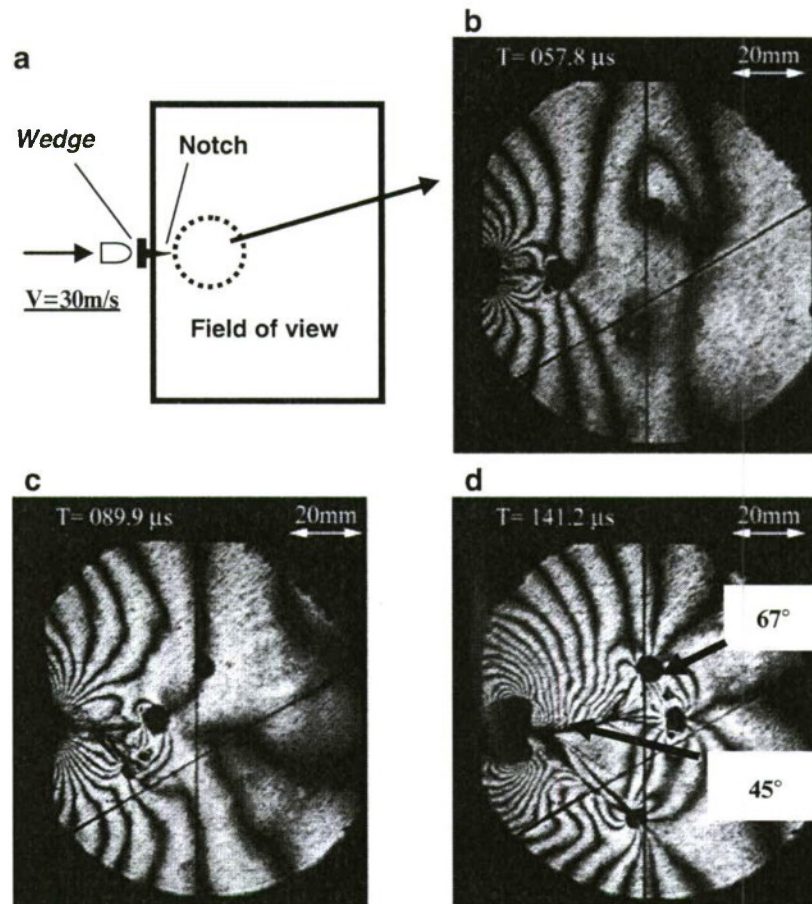 a
Wedge
Notch
V=30m/s
Field of view
b
T= 057.8 µs
20mm
c
T= 089.9 µs
20mm
d
T= 141.2 µs
20mm
67°
45°